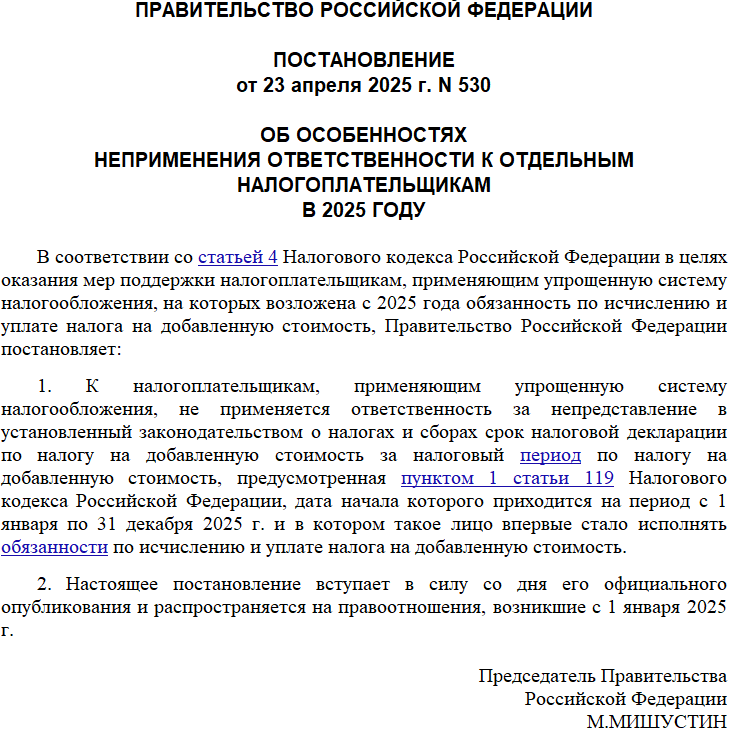 ПРАВИТЕЛЬСТВО РОССИЙСКОЙ ФЕДЕРАЦИИ
ПОСТАНОВЛЕНИЕ
от 23 апреля 2025 г. N 530
ОБ ОСОБЕННОСТЯХ
НЕПРИМЕНЕНИЯ ОТВЕТСТВЕННОСТИ К ОТДЕЛЬНЫМ
НАЛОГОПЛАТЕЛЬЩИКАМ
В 2025 ГОДУ
В соответствии со статьей 4 Налогового кодекса Российской Федерации в целях
оказания мер поддержки налогоплательщикам, применяющим упрощенную систему
налогообложения, на которых возложена с 2025 года обязанность по исчислению и
уплате налога на добавленную стоимость, Правительство Российской Федерации
постановляет:
1. К налогоплательщикам, применяющим упрощенную систему
налогообложения, не применяется ответственность за непредставление в
установленный законодательством о налогах и сборах срок налоговой декларации
по налогу на добавленную стоимость за налоговый период по налогу на
добавленную стоимость, предусмотренная пунктом 1 статьи 119 Налогового
кодекса Российской Федерации, дата начала которого приходится на период с 1
января по 31 декабря 2025 г. и в котором такое лицо впервые стало исполнять
обязанности по исчислению и уплате налога на добавленную стоимость.
2. Настоящее постановление вступает в силу со дня его официального
опубликования и распространяется на правоотношения, возникшие с 1 января 2025
г.
Председатель Правительства
Российской Федерации
М.МИШУСТИН